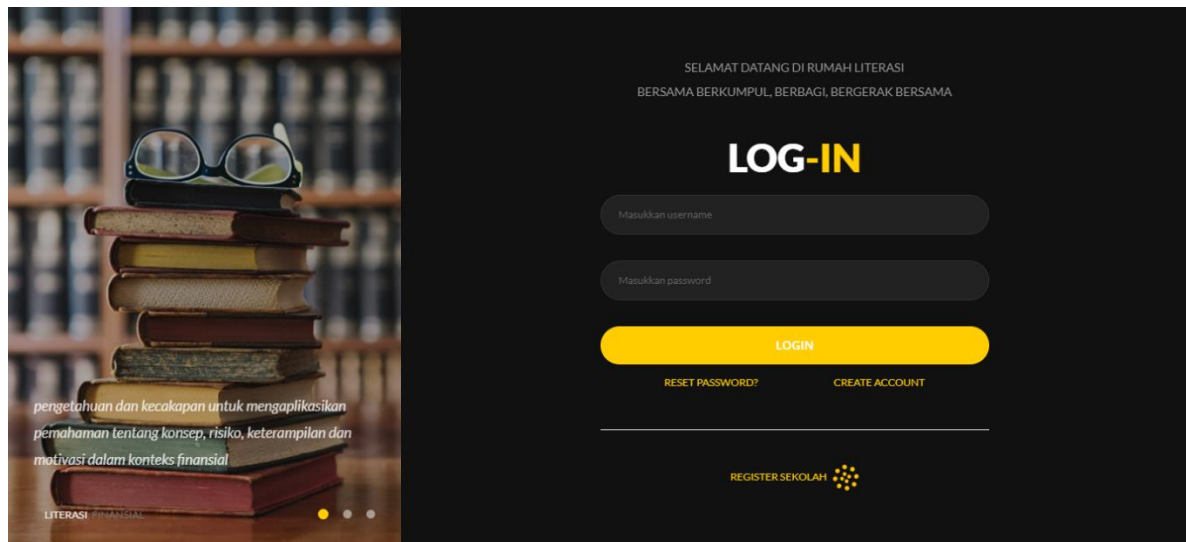 pengetahuan dan kecakapan untuk mengaplikasikan
pemahaman tentang konsep, risiko, keterampilan dan
motivasi dalam konteks finansial
LITERASI FINANSIAL
SELAMAT DATANG DI RUMAH LITERASI
BERSAMA BERKUMPUL, BERBAGI, BERGERAK BERSAMA
LOG-IN
Masukkan username
Masukkan password
LOGIN
RESET PASSWORD? CREATE ACCOUNT
REGISTER SEKOLAH